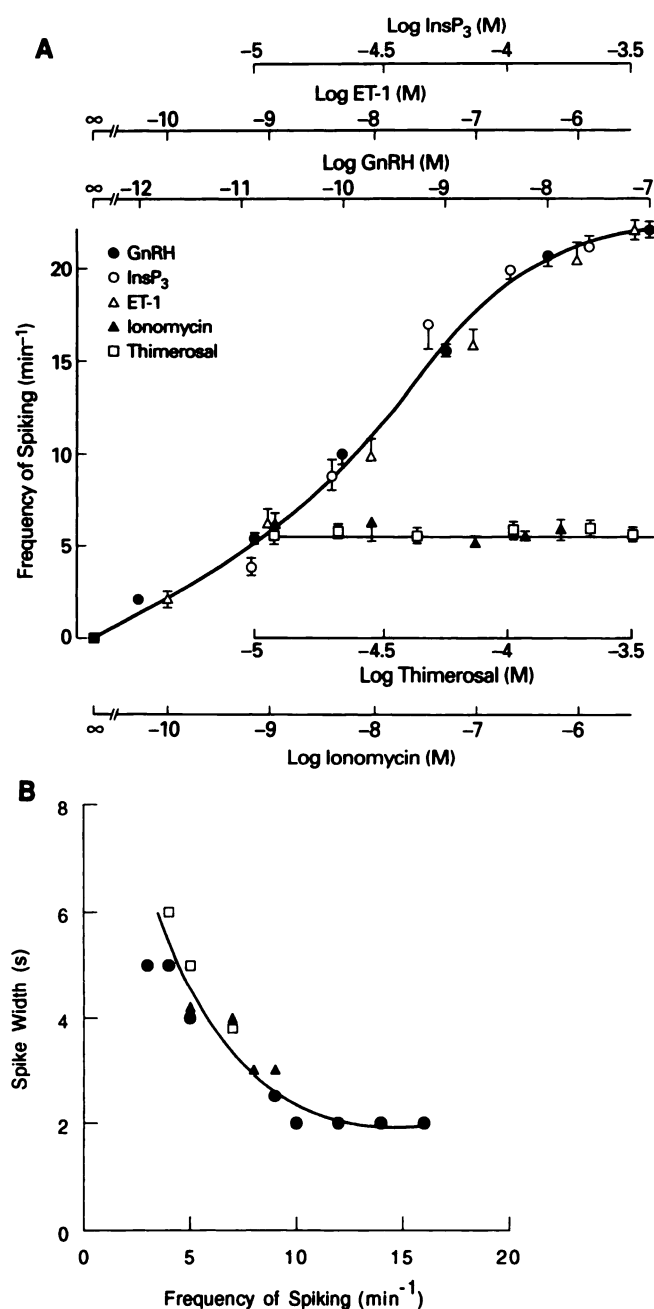 A
Log InsP3 (M)
−5 −4.5 −4 −3.5
Log ET-1 (M)
∞ −10 −9 −8 −7 −6
Log GnRH (M)
∞ −12 −11 −10 −9 −8 −7
Frequency of Spiking (min−1)
20
15
10
5
0
GnRH
InsP3
ET-1
Ionomycin
Thimerosal
−5 −4.5 −4 −3.5
Log Thimerosal (M)
∞ −10 −9 −8 −7 −6
Log Ionomycin (M)
B
Spike Width (s)
8
6
4
2
0
0 5 10 15 20
Frequency of Spiking (min-1)